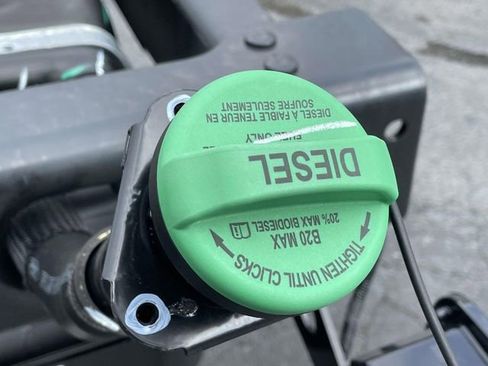 TIGHTEN UNTIL CLICKS
B20 MAX
20% MAX BIODIESEL
DIESEL
ONLY
DIESEL À FAIBLE TENEUR EN
SOUFRE SEULEMENT